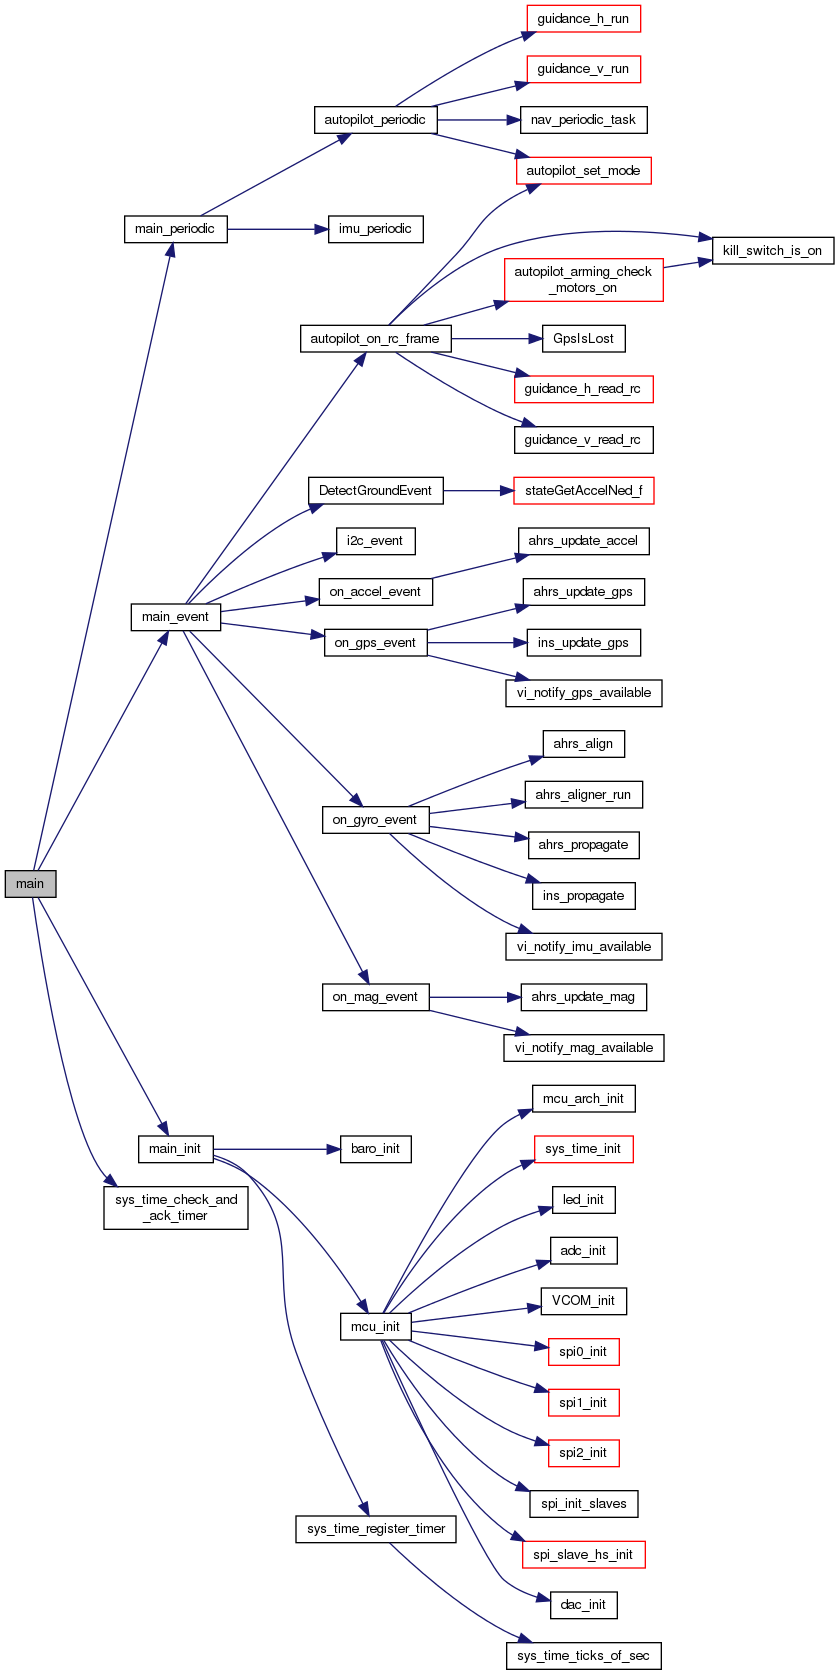 guidance_h_run
guidance_v_run
autopilot_periodic
nav_periodic_task
autopilot_set_mode
main_periodic
imu_periodic
kill_switch_is_on
autopilot_arming_check
_motors_on
autopilot_on_rc_frame
GpsIsLost
guidance_h_read_rc
guidance_v_read_rc
DetectGroundEvent
stateGetAccelNed_f
i2c_event
ahrs_update_accel
on_accel_event
ahrs_update_gps
main_event
on_gps_event
ins_update_gps
vi_notify_gps_available
ahrs_align
ahrs_aligner_run
on_gyro_event
ahrs_propagate
main
ins_propagate
vi_notify_imu_available
on_mag_event
ahrs_update_mag
vi_notify_mag_available
mcu_arch_init
main_init
baro_init
sys_time_init
sys_time_check_and
_ack_timer
led_init
adc_init
VCOM_init
mcu_init
spi0_init
spi1_init
spi2_init
spi_init_slaves
sys_time_register_timer
spi_slave_hs_init
dac_init
sys_time_ticks_of_sec